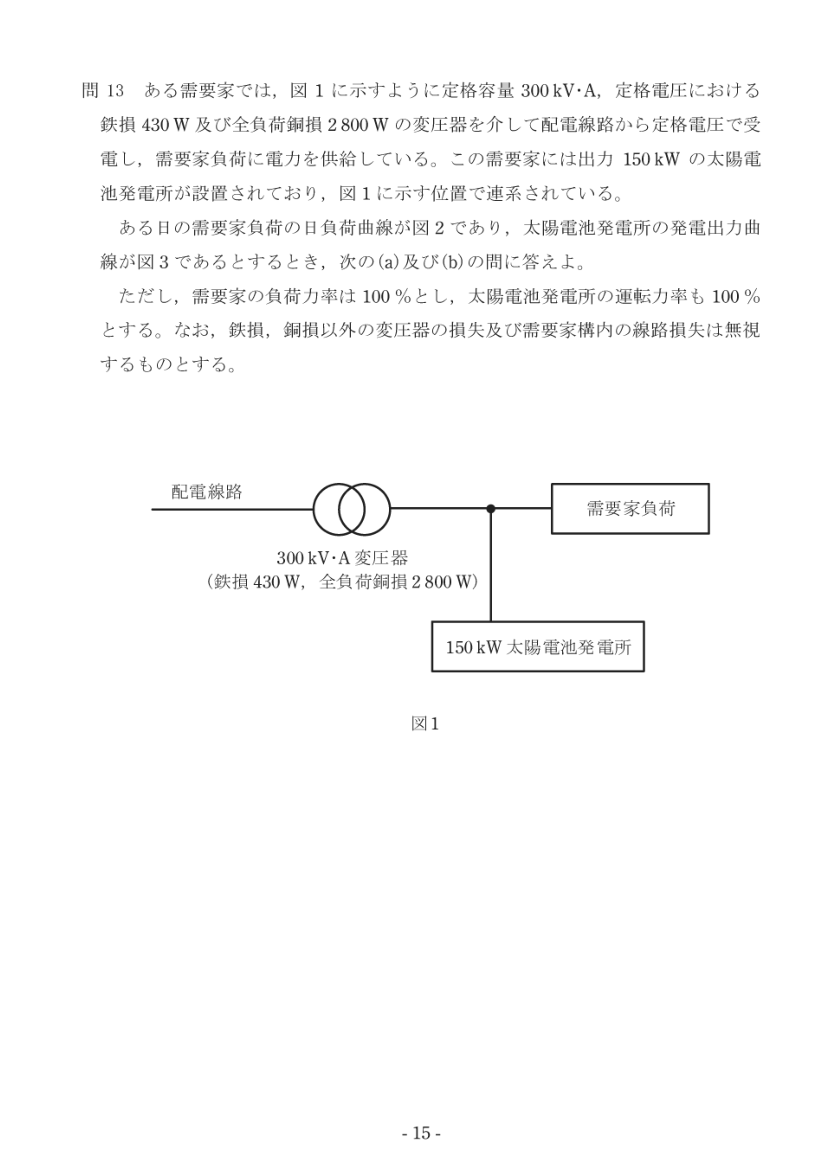 問 13　ある需要家では，図 1 に示すように定格容量 300 kV･A，定格電圧における
鉄損 430 W 及び全負荷銅損 2 800 W の変圧器を介して配電線路から定格電圧で受
電し，需要家負荷に電力を供給している。この需要家には出力 150 kW の太陽電
池発電所が設置されており，図 1 に示す位置で連系されている。
ある日の需要家負荷の日負荷曲線が図 2 であり，太陽電池発電所の発電出力曲
線が図 3 であるとするとき，次の(a)及び(b)の問に答えよ。
ただし，需要家の負荷力率は 100 %とし，太陽電池発電所の運転力率も 100 %
とする。なお，鉄損，銅損以外の変圧器の損失及び需要家構内の線路損失は無視
するものとする。
配電線路
需要家負荷
300 kV･A 変圧器
（鉄損 430 W，全負荷銅損 2 800 W）
150 kW 太陽電池発電所
図 1
- 15 -